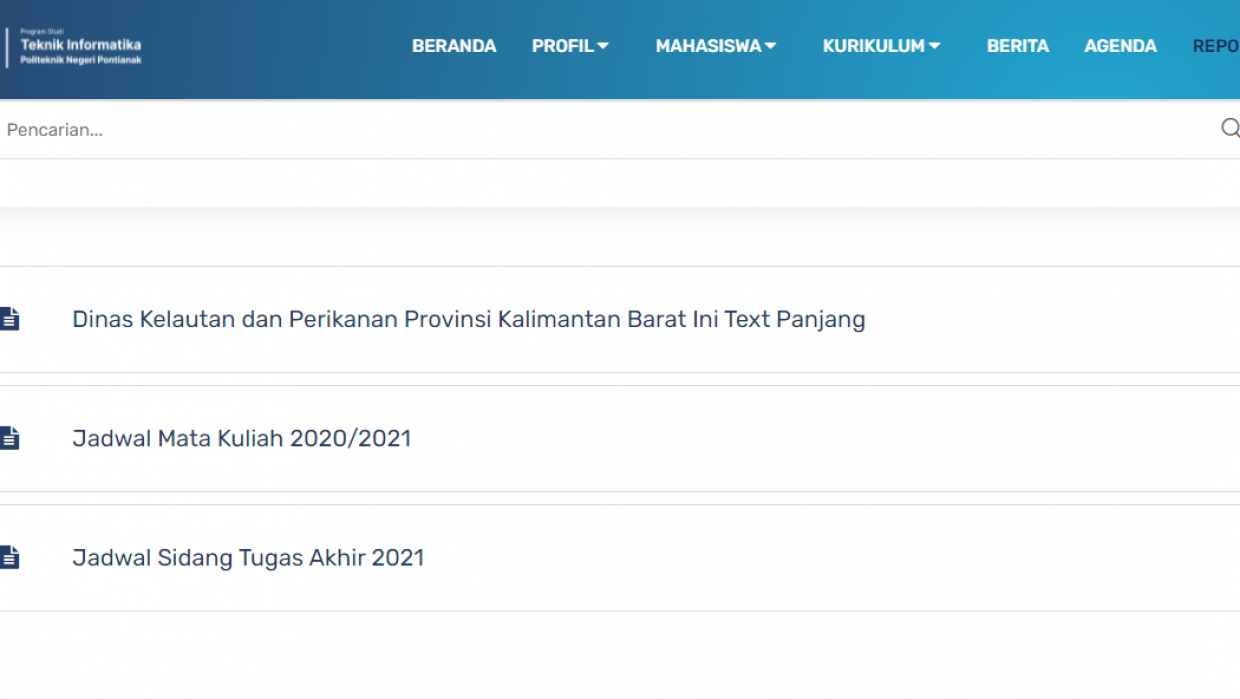 Program Studi
Teknik Informatika
Politeknik Negeri Pontianak
BERANDA PROFIL MAHASISWA KURIKULUM BERITA AGENDA REPO
Pencarian...
Dinas Kelautan dan Perikanan Provinsi Kalimantan Barat Ini Text Panjang
Jadwal Mata Kuliah 2020/2021
Jadwal Sidang Tugas Akhir 2021